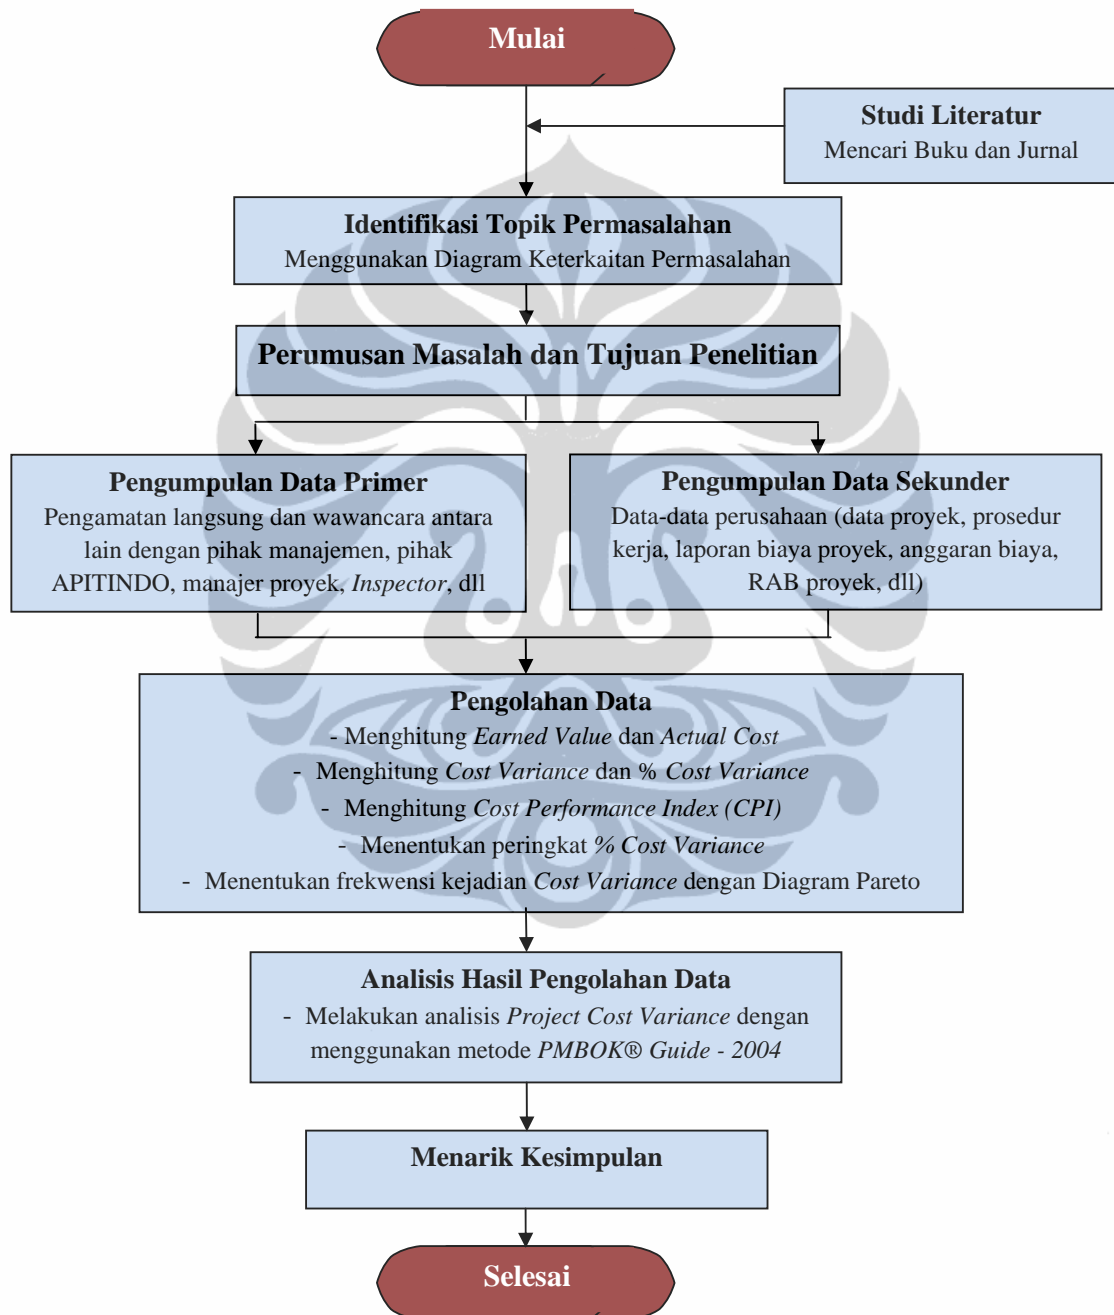 Mulai
Studi Literatur
Mencari Buku dan Jurnal
Identifikasi Topik Permasalahan
Menggunakan Diagram Keterkaitan Permasalahan
Perumusan Masalah dan Tujuan Penelitian
Pengumpulan Data Primer
Pengamatan langsung dan wawancara antara
lain dengan pihak manajemen, pihak
APITINDO, manajer proyek, Inspector, dll
Pengumpulan Data Sekunder
Data-data perusahaan (data proyek, prosedur
kerja, laporan biaya proyek, anggaran biaya,
RAB proyek, dll)
Pengolahan Data
- Menghitung Earned Value dan Actual Cost
- Menghitung Cost Variance dan % Cost Variance
- Menghitung Cost Performance Index (CPI)
- Menentukan peringkat % Cost Variance
- Menentukan frekwensi kejadian Cost Variance dengan Diagram Pareto
Analisis Hasil Pengolahan Data
- Melakukan analisis Project Cost Variance dengan
menggunakan metode PMBOK® Guide - 2004
Menarik Kesimpulan
Selesai